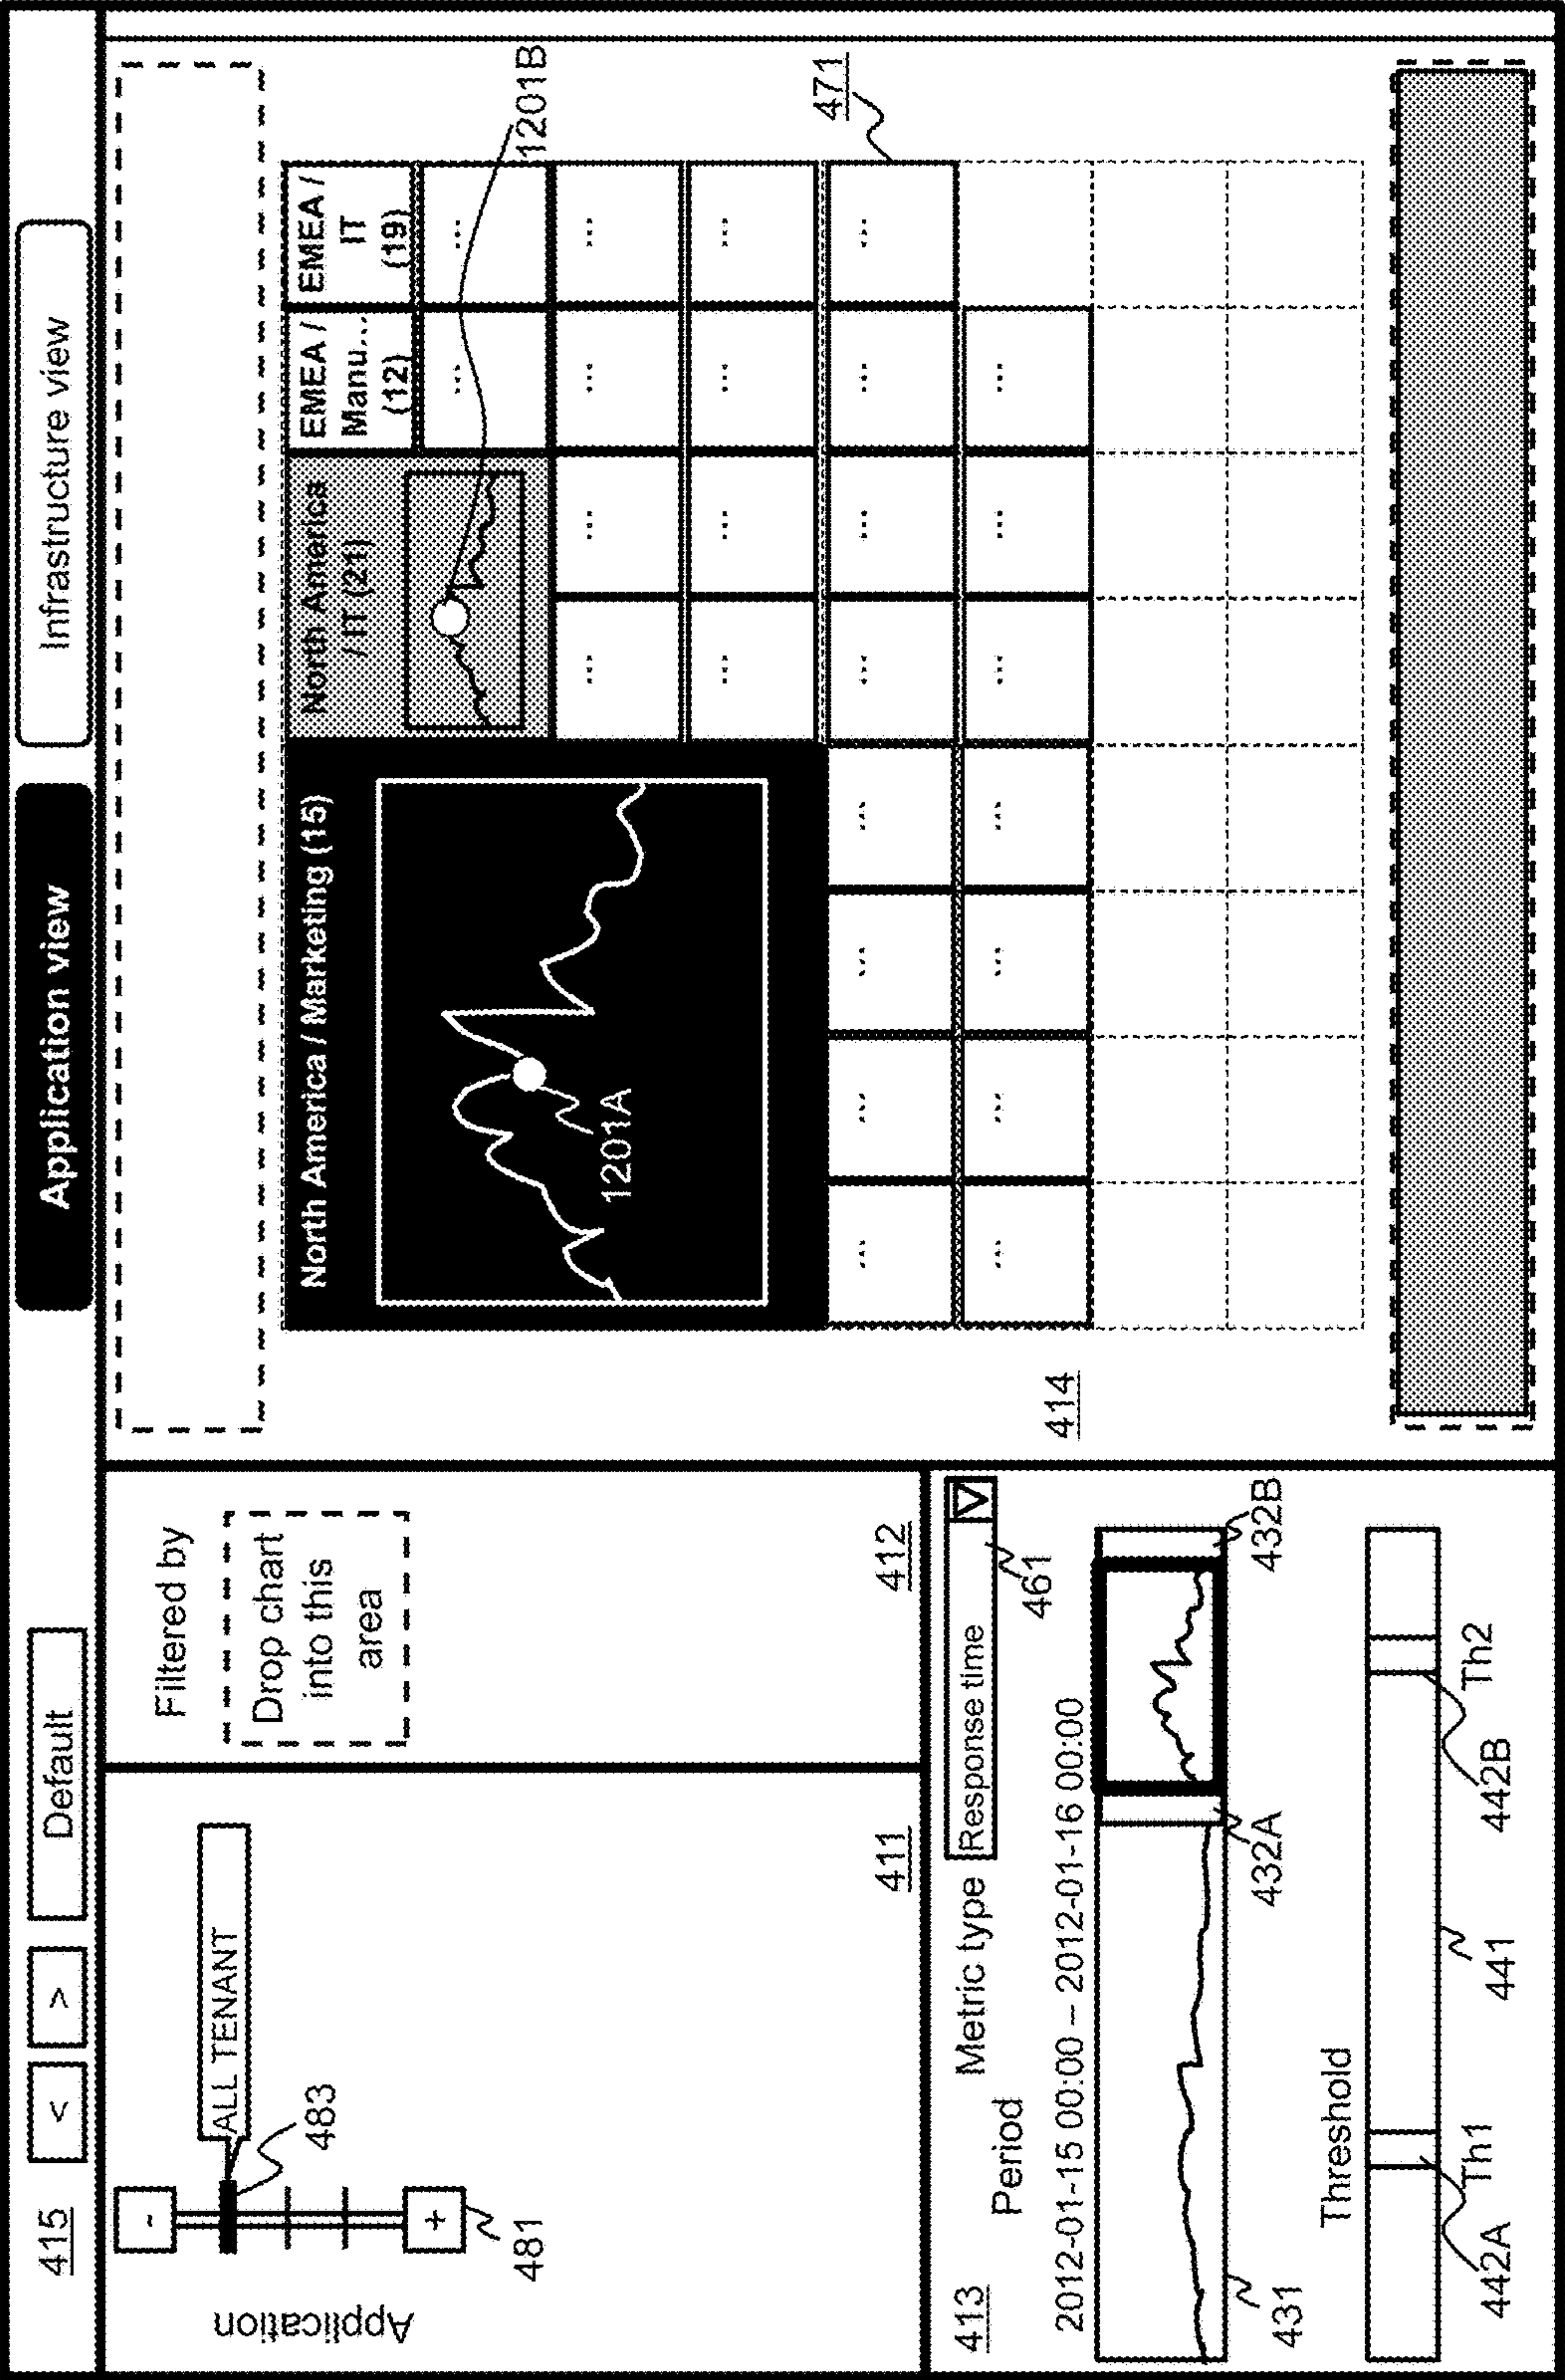 415
<
>
Default
Application view
Infrastructure view
Application
-
+
ALL TENANT
483
481
411
Filtered by
Drop chart
into this
area
412
413
Metric type
Response time
461
Period
2012-01-15 00:00 – 2012-01-16 00:00
431
432A
432B
Threshold
442A
Th1
441
442B
Th2
414
North America / Marketing (15)
1201A
North America
/ IT (21)
EMEA /
Manu...
(12)
EMEA /
IT
(19)
1201B
471
... ...
... ... ... ...
... ... ... ...
... ... ... ... ... ... ... ...
... ... ... ... ... ... ...